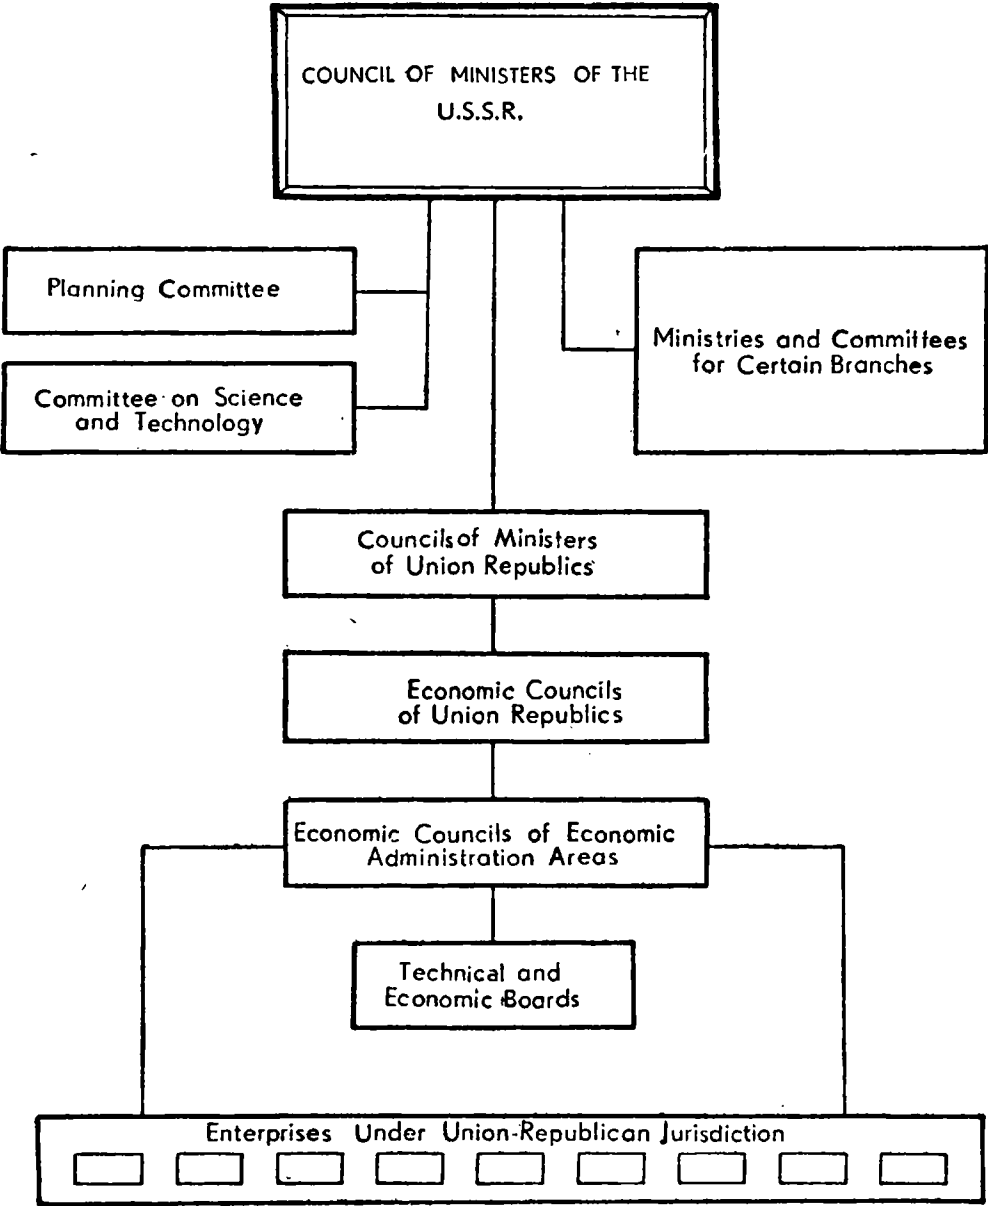 COUNCIL OF MINISTERS OF THE
U.S.S.R.
Planning Committee
Committee on Science
and Technology
Ministries and Committees
for Certain Branches
Councils of Ministers
of Union Republics
Economic Councils
of Union Republics
Economic Councils of Economic
Administration Areas
Technical and
Economic Boards
Enterprises Under Union-Republican Jurisdiction